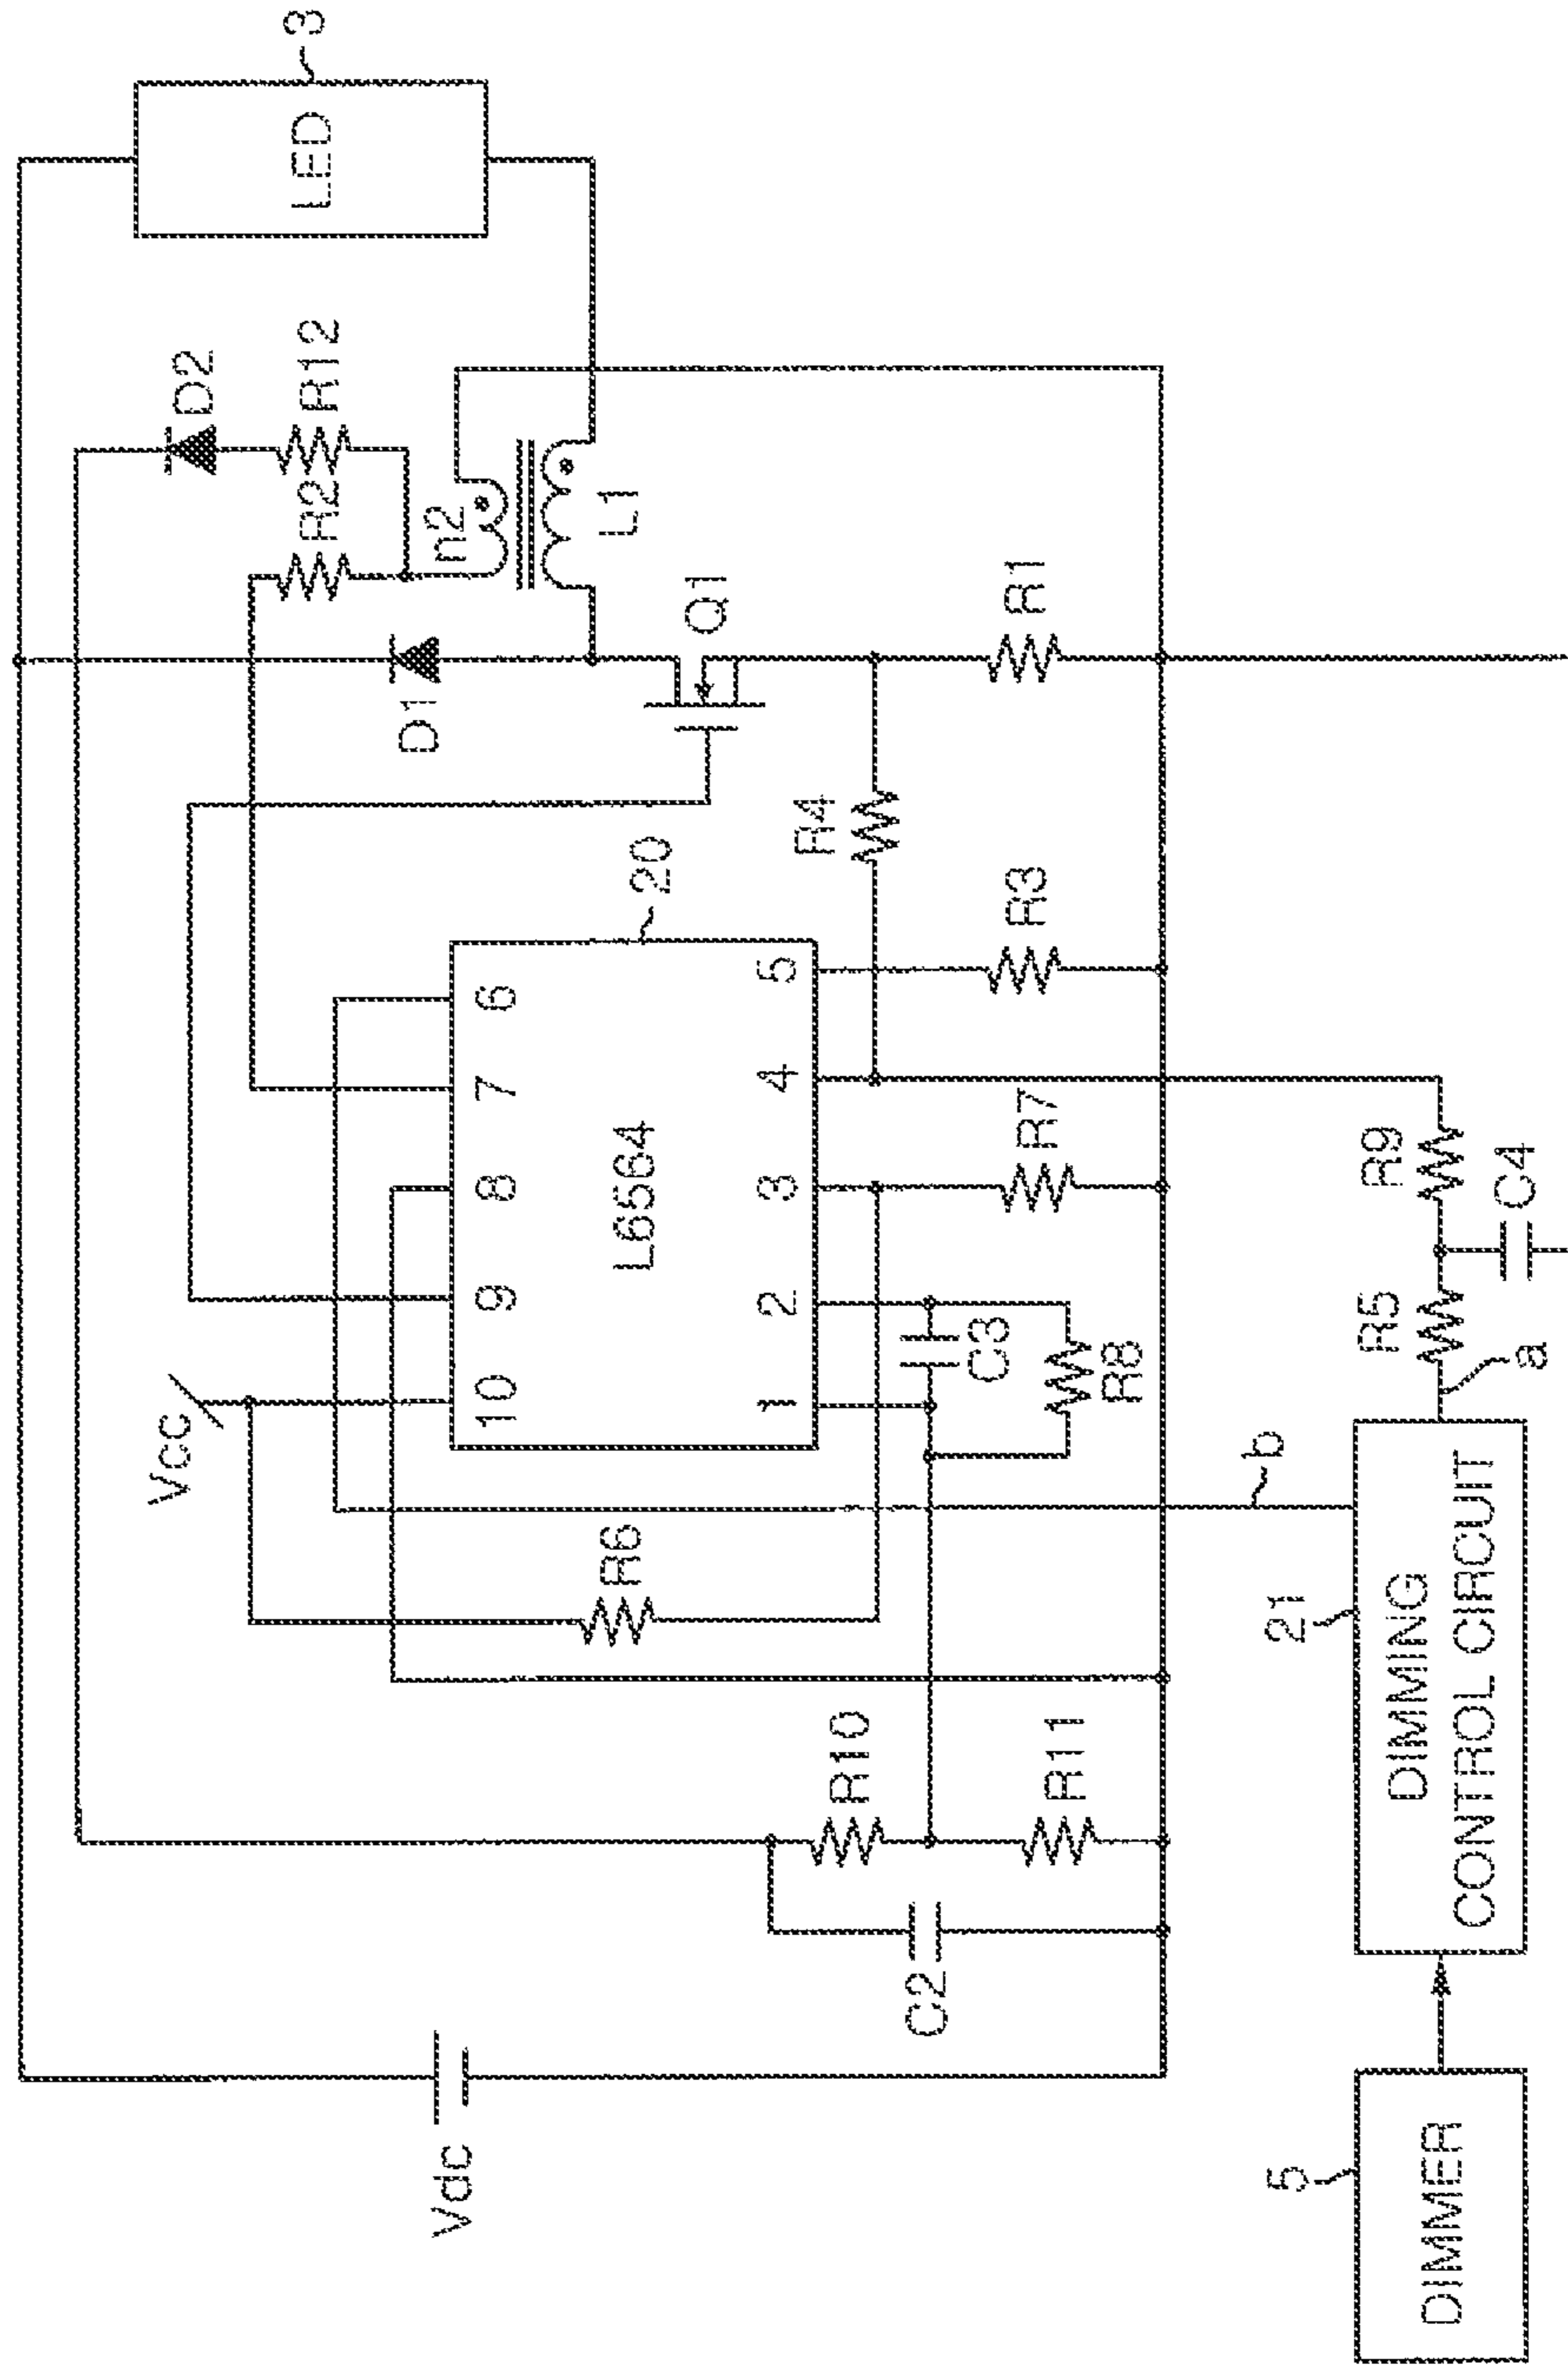 3
LED
D2
R12
R2
n2
L1
D1
Q1
R1
R4
20
R3
6
7
8
9
10
L6564
5
4
3
2
1
R7
Vcc
C3
R8
R9
C4
R5
a
b
R6
21
DIMMING
CONTROL CIRCUIT
R10
R11
C2
Vdc
5
DIMMER